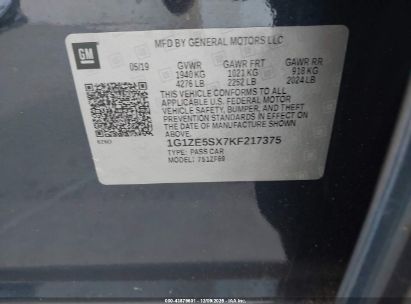 GM
MFD BY GENERAL MOTORS LLC
05/19 GVWR GAWR FRT GAWR RR
1940 KG 1021 KG 918 KG
4276 LB 2252 LB 2024 LB
THIS VEHICLE CONFORMS TO ALL
APPLICABLE U.S. FEDERAL MOTOR
VEHICLE SAFETY, BUMPER, AND THEFT
PREVENTION STANDARDS IN EFFECT
ON THE DATE OF MANUFACTURE SHOWN
ABOVE.
1G1ZE5SX7KF217375
TYPE: PASS CAR
MODEL: 751ZF69